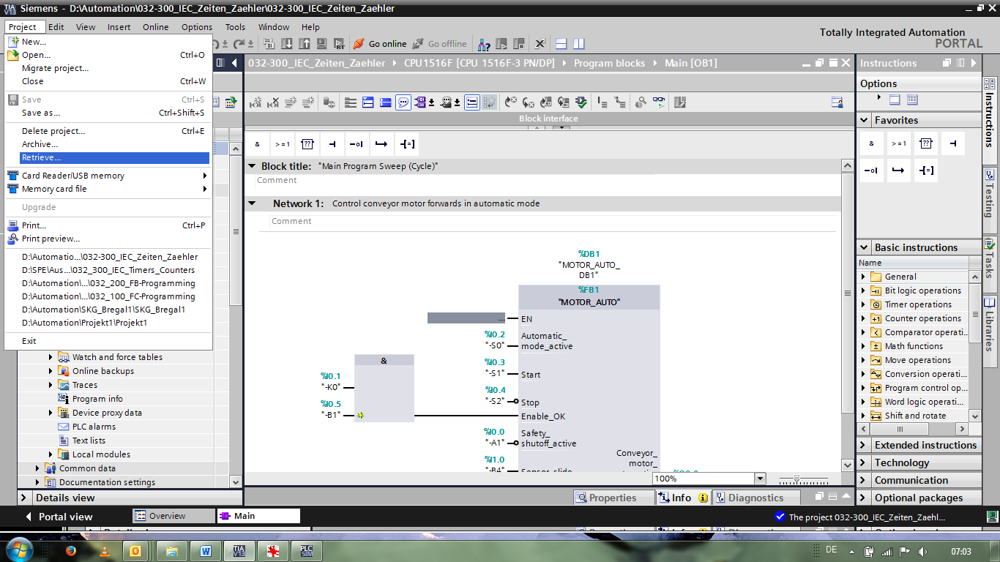 TIA
V13
Siemens - D:\Automation\032-300_IEC_Zeiten_Zaehler\032-300_IEC_Zeiten_Zaehler
Project Edit View Insert Online Options Tools Window Help
Totally Integrated Automation
PORTAL
Go online Go offline
New...
Open... Ctrl+O
Migrate project...
Close Ctrl+W
Save Ctrl+S
Save as... Ctrl+Shift+S
Delete project... Ctrl+E
Archive...
Retrieve...
Card Reader/USB memory
Memory card file
Upgrade
Print... Ctrl+P
Print preview...
D:\Automatio...\032-300_IEC_Zeiten_Zaehler
D:\SPE\Aus...\032_300_IEC_Timers_Counters
D:\Automation\...\032_200_FB-Programming
D:\Automation\...\032_100_FC-Programming
D:\Automation\SKG_Bregal1\SKG_Bregal1
D:\Automation\Projekt1\Projekt1
Exit
Watch and force tables
Online backups
Traces
Program info
Device proxy data
PLC alarms
Text lists
Local modules
Common data
Documentation settings
Details view
032-300_IEC_Zeiten_Zaehler CPU1516F [CPU 1516F-3 PN/DP] Program blocks Main [OB1]
Block interface
& >=1 ??
Block title: "Main Program Sweep (Cycle)"
Comment
Network 1: Control conveyor motor forwards in automatic mode
Comment
%DB1
"MOTOR_AUTO_
DB1"
%FB1
"MOTOR_AUTO"
... EN
%I0.2
"-S0"
Automatic_
mode_active
%I0.3
"-S1" Start
%I0.4
"-S2" Stop
&
%I0.1
"-K0"
%I0.5
"-B1"
Enable_OK
%I0.0
"-A1"
Safety_
shutoff_active
%I1.0
"-B4" Sensor_slide
Conveyor_
motor_
100%
Properties Info Diagnostics
Instructions
Options
Favorites
& >=1 ??
Basic instructions
Name
General
Bit logic operations
Timer operations
Counter operations
Comparator operati...
Math functions
Move operations
Conversion operati...
Program control op...
Word logic operati...
Shift and rotate
Extended instructions
Technology
Communication
Optional packages
Instructions
Testing
Tasks
Libraries
Portal view Overview Main The project 032-300_IEC_Zeiten_Zaehl...
TIA
V13
PLC
SIM
DE
07:03